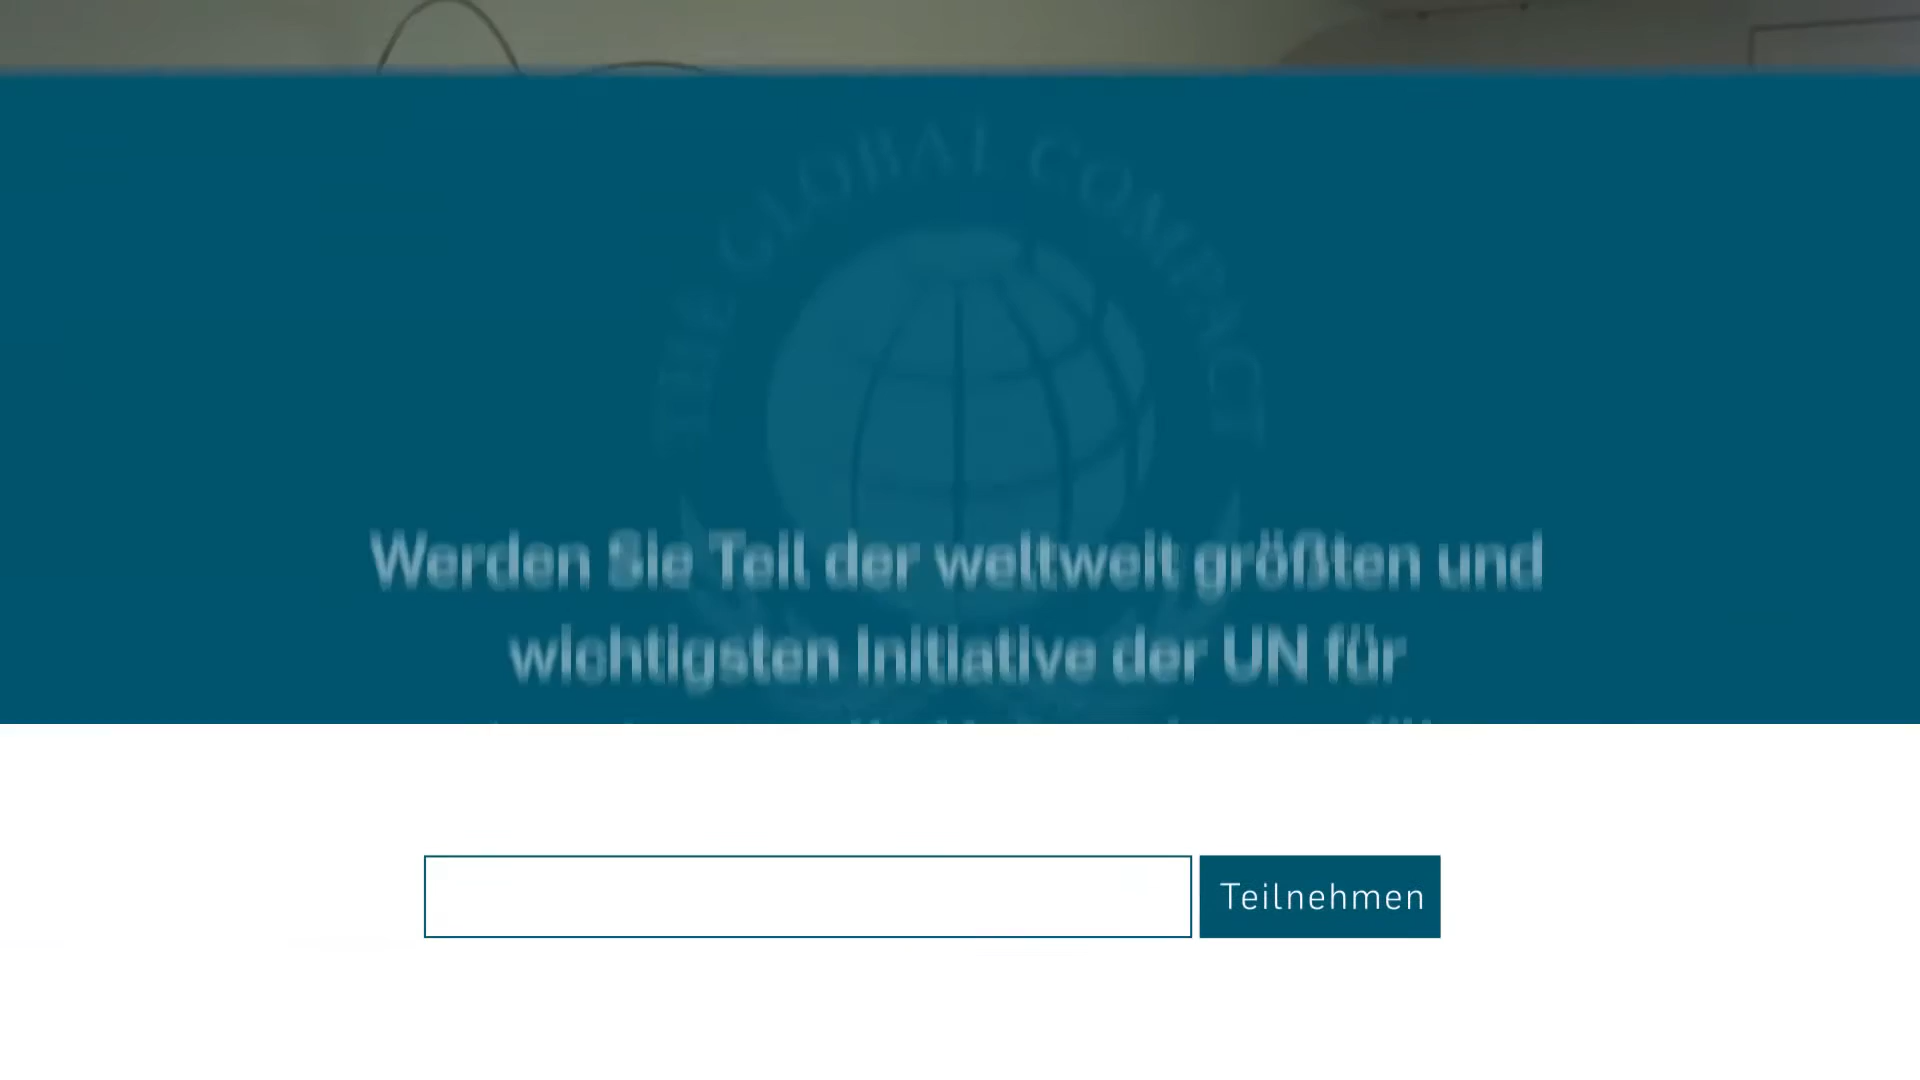 THE GLOBAL COMPACT
Werden Sie Teil der weltweit größten und
wichtigsten Initiative der UN für
Teilnehmen